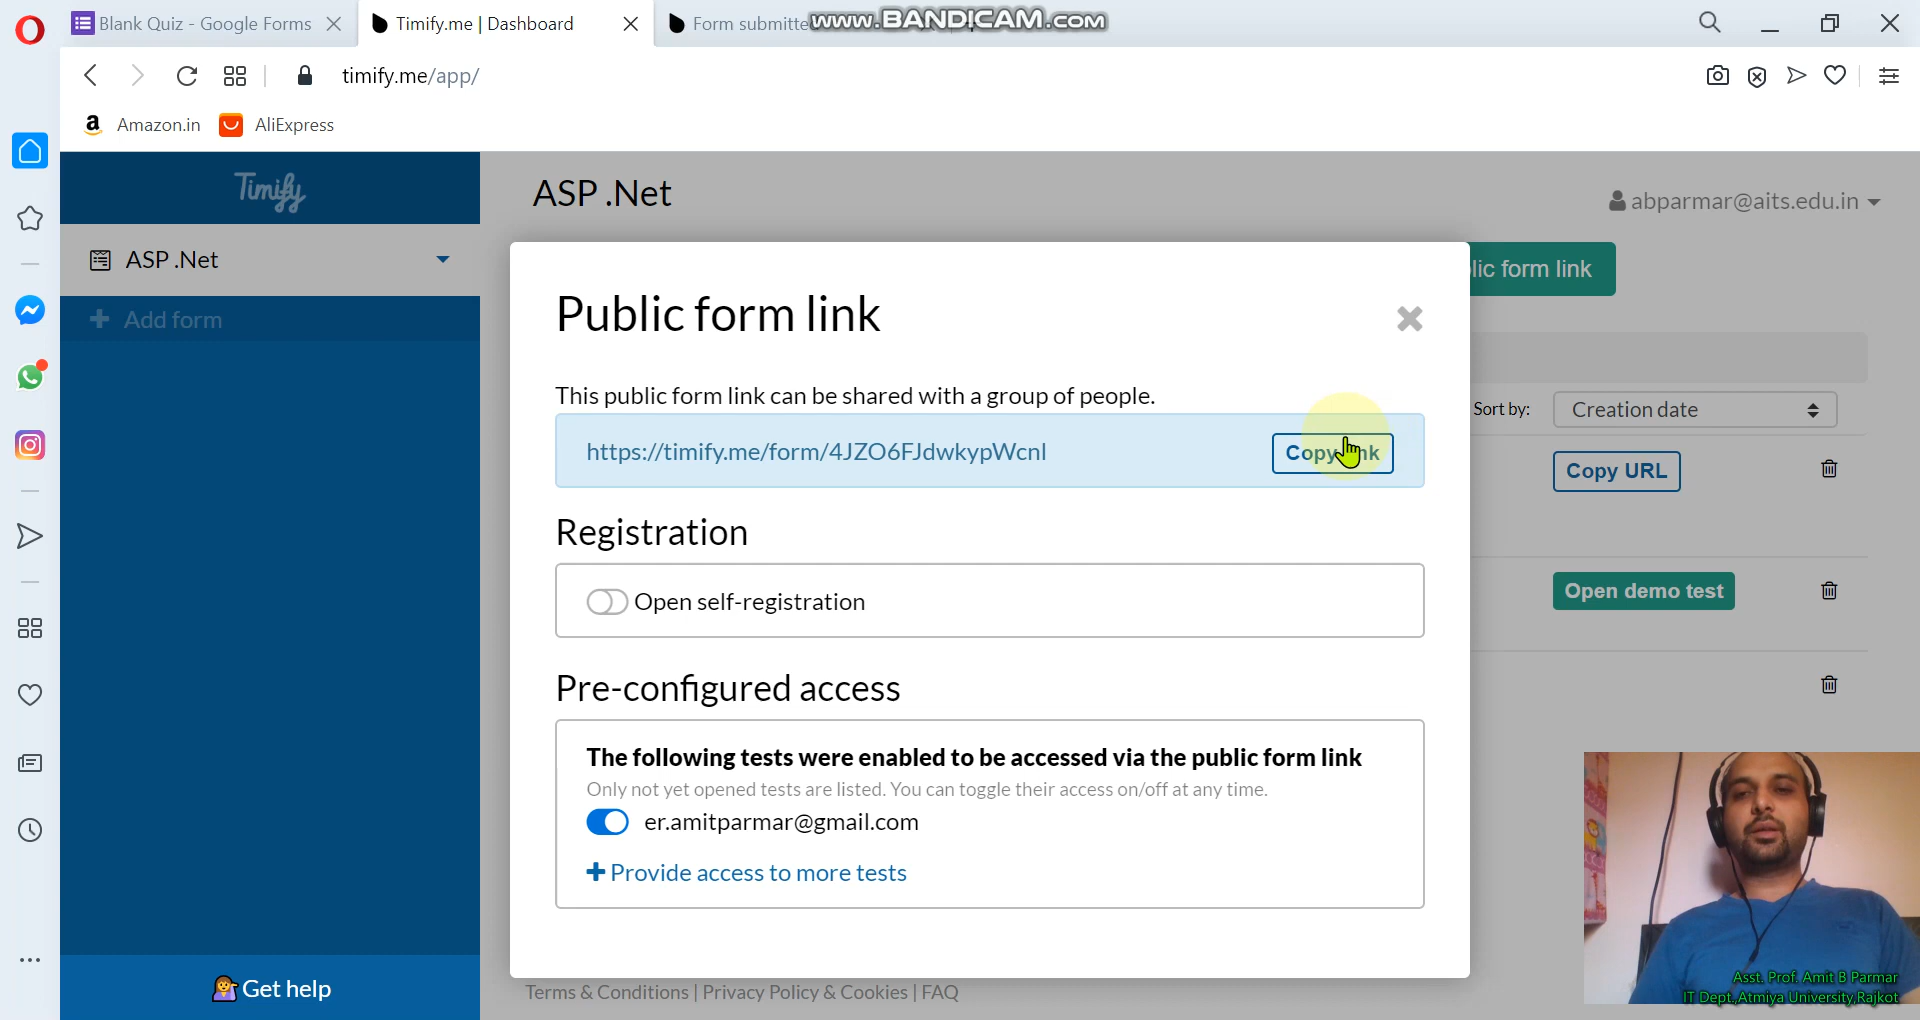 Blank Quiz - Google Forms
Timify.me | Dashboard
Form submitte
www.BANDICAM.com
timify.me/app/
Amazon.in
AliExpress
Timify
ASP .Net
abparmar@aits.edu.in
ASP .Net
Add form
lic form link
Public form link
This public form link can be shared with a group of people.
https://timify.me/form/4JZO6FJdwkypWcnl
Sort by:
Creation date
Copy URL
Registration
Open self-registration
Open demo test
Pre-configured access
The following tests were enabled to be accessed via the public form link
Only not yet opened tests are listed. You can toggle their access on/off at any time.
er.amitparmar@gmail.com
Provide access to more tests
Get help
Terms & Conditions | Privacy Policy & Cookies | FAQ
Asst. Prof. Amit B Parmar
IT Dept.,Atmiya University,Rajkot